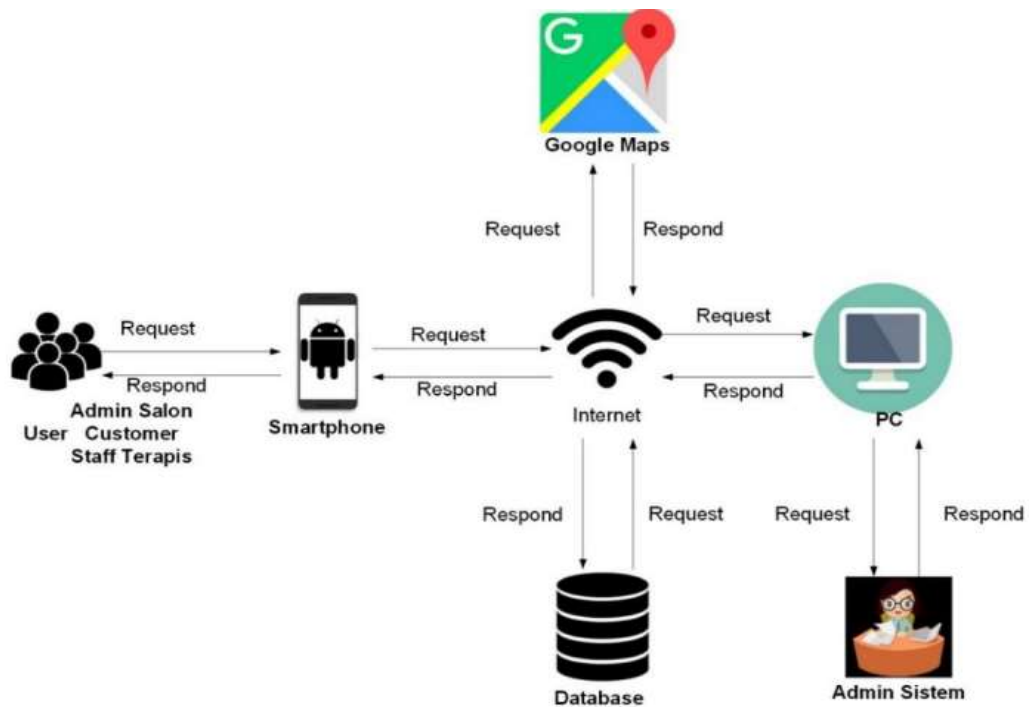 G
Google Maps
Request
Respond
Request
Respond
Admin Salon
User Customer
Staff Terapis
Smartphone
Request
Respond
Internet
Request
Respond
PC
Respond
Request
Request
Respond
Database
Admin Sistem